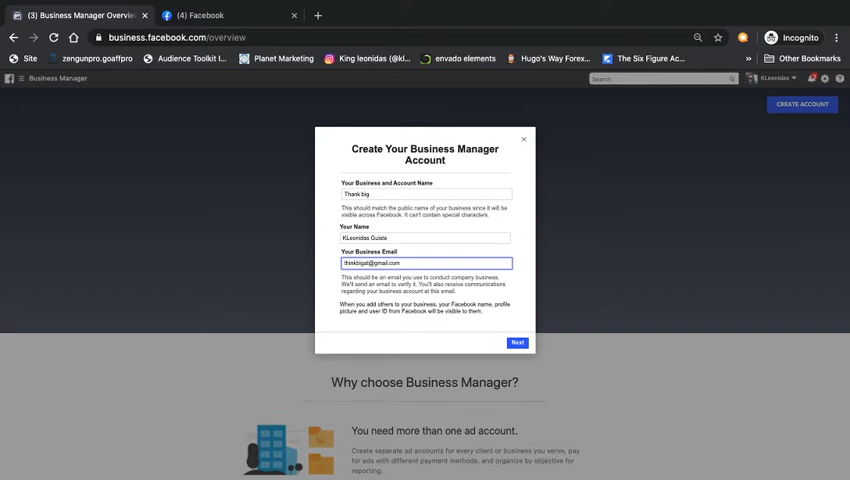 (3) Business Manager Overvie
(4) Facebook
business.facebook.com/overview
Incognito
Site
zengunpro.goaffpro
Audience Toolkit I...
Planet Marketing
King leonidas (@kl...
envado elements
Hugo's Way Forex...
The Six Figure Ac...
Other Bookmarks
Business Manager
Search
KLeonidas
CREATE ACCOUNT
Create Your Business Manager
Account
Your Business and Account Name
Thank big
This should match the public name of your business since it will be
visible across Facebook. It can't contain special characters.
Your Name
KLeonidas Guiste
Your Business Email
thinkbigat@gmail.com
This should be an email you use to conduct company business.
We'll send an email to verify it. You'll also receive communications
regarding your business account at this email.
When you add others to your business, your Facebook name, profile
picture and user ID from Facebook will be visible to them.
Next
Why choose Business Manager?
You need more than one ad account.
Create separate ad accounts for every client or business you serve, pay
for ads with different payment methods, and organize by objective for
reporting.